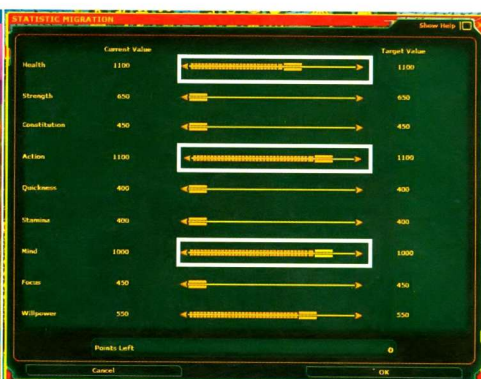 STATISTIC MIGRATION
Show Help
Current Value Target Value
Health 1100 1100
Strength 650 650
Constitution 450 450
Action 1100 1100
Quickness 400 400
Stamina 400 400
Mind 1000 1000
Focus 450 450
Willpower 550 550
Points Left 0
Cancel OK